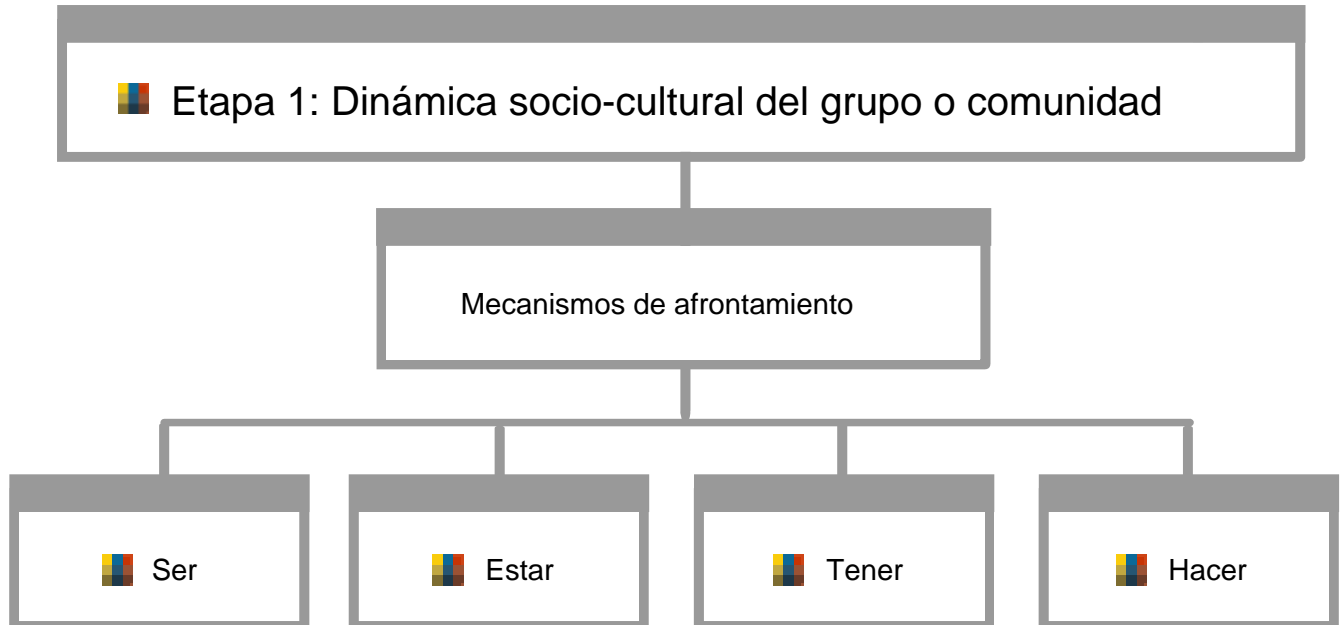 Etapa 1: Dinámica socio-cultural del grupo o comunidad
Mecanismos de afrontamiento
Ser
Estar
Tener
Hacer